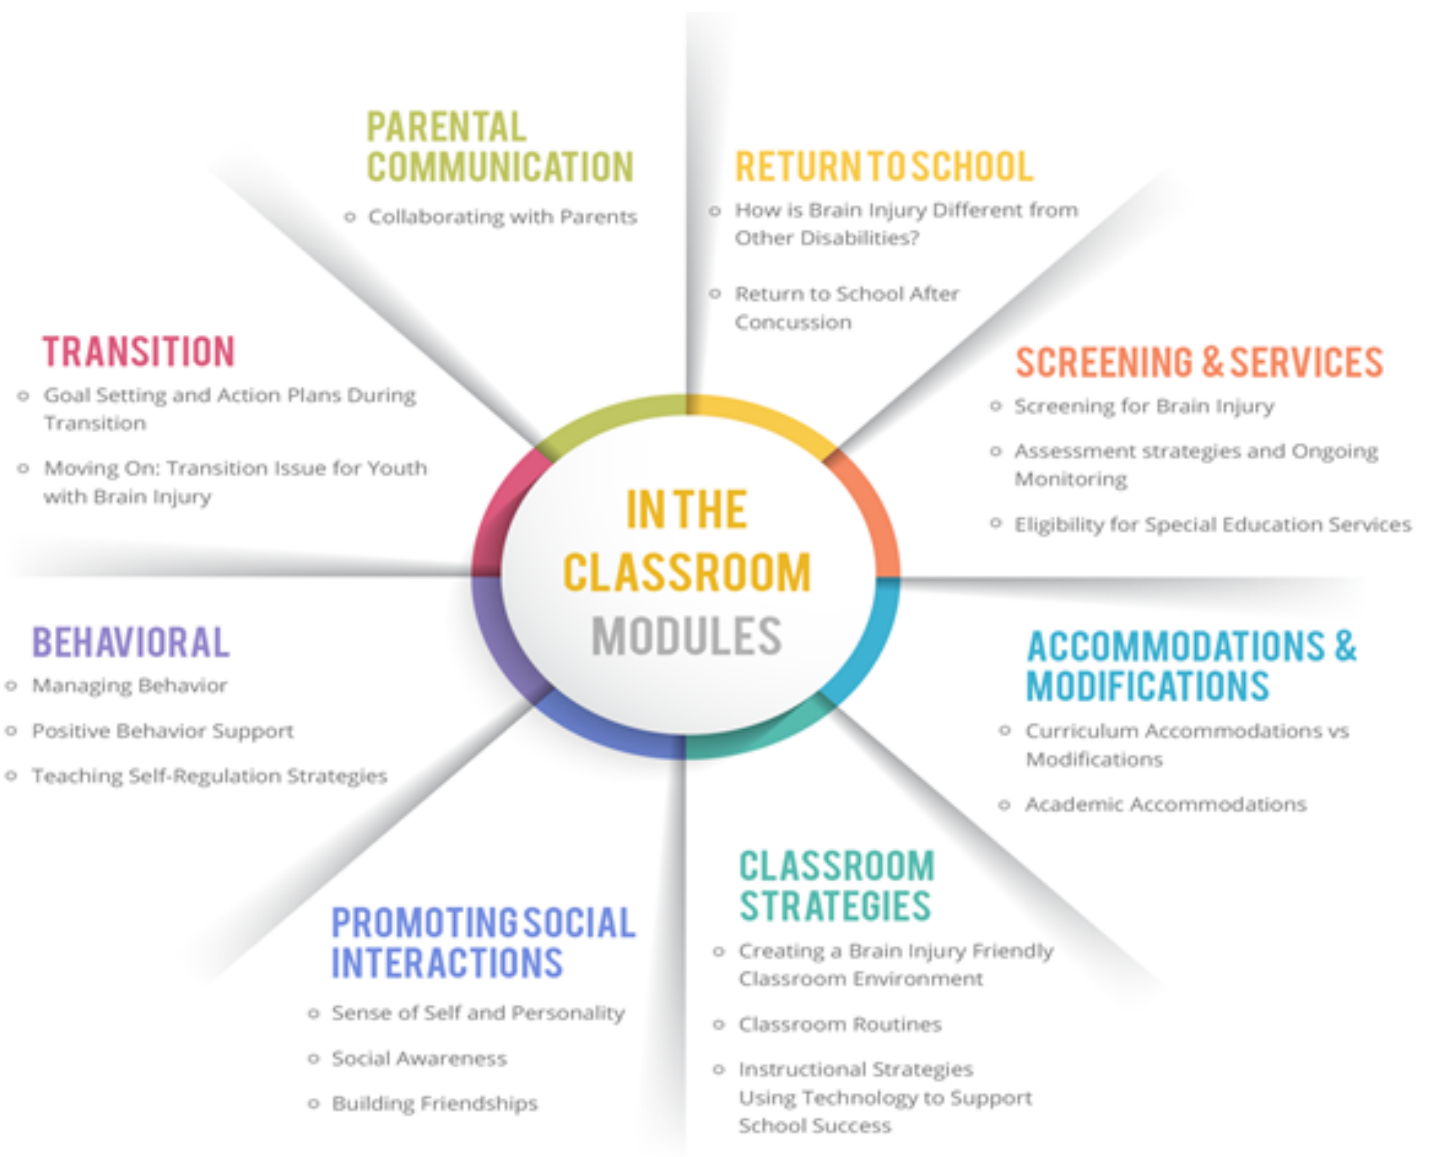 PARENTAL
COMMUNICATION
Collaborating with Parents
RETURN TO SCHOOL
How is Brain Injury Different from
Other Disabilities?
Return to School After
Concussion
SCREENING & SERVICES
Screening for Brain Injury
Assessment strategies and Ongoing
Monitoring
Eligibility for Special Education Services
ACCOMMODATIONS &
MODIFICATIONS
Curriculum Accommodations vs
Modifications
Academic Accommodations
CLASSROOM
STRATEGIES
Creating a Brain Injury Friendly
Classroom Environment
Classroom Routines
Instructional Strategies
Using Technology to Support
School Success
PROMOTING SOCIAL
INTERACTIONS
Sense of Self and Personality
Social Awareness
Building Friendships
BEHAVIORAL
Managing Behavior
Positive Behavior Support
Teaching Self-Regulation Strategies
TRANSITION
Goal Setting and Action Plans During
Transition
Moving On: Transition Issue for Youth
with Brain Injury
IN THE
CLASSROOM
MODULES